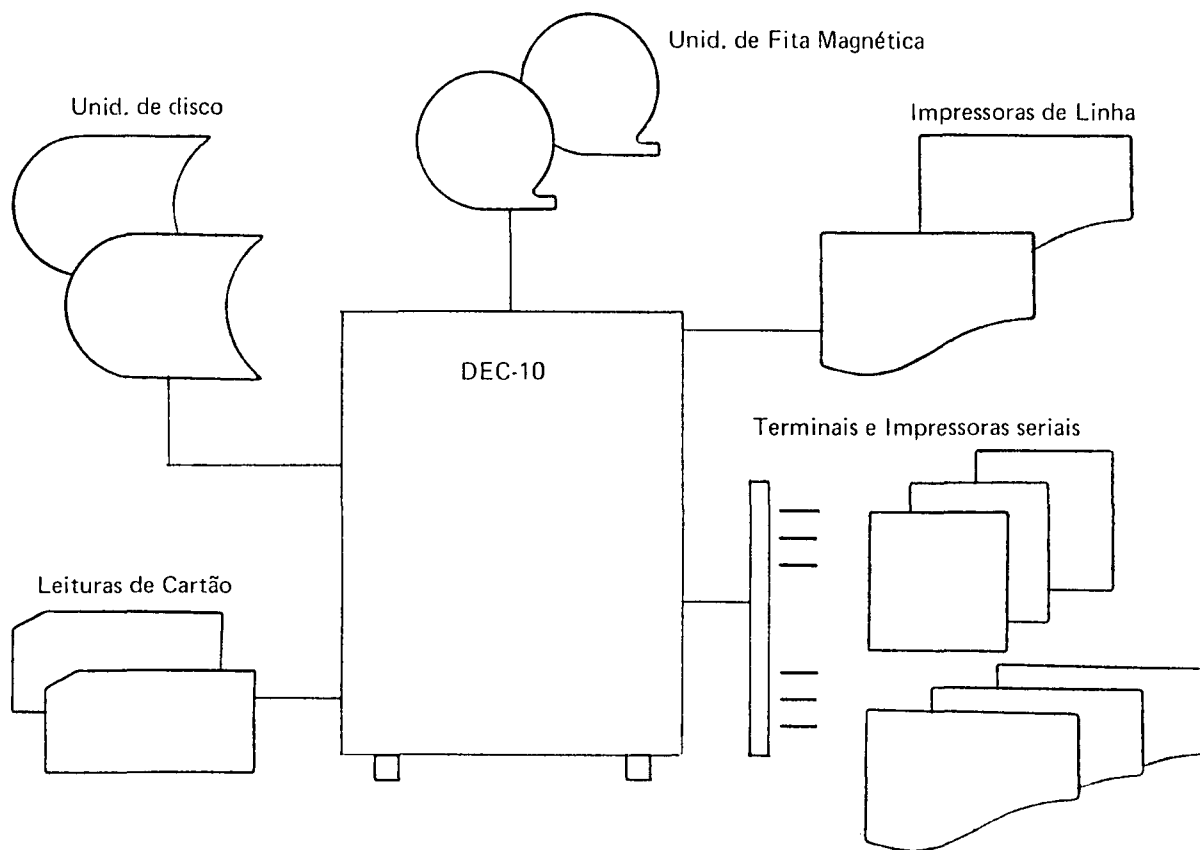 Unid. de Fita Magnética
Unid. de disco
Impressoras de Linha
DEC-10
Terminais e Impressoras seriais
Leituras de Cartão